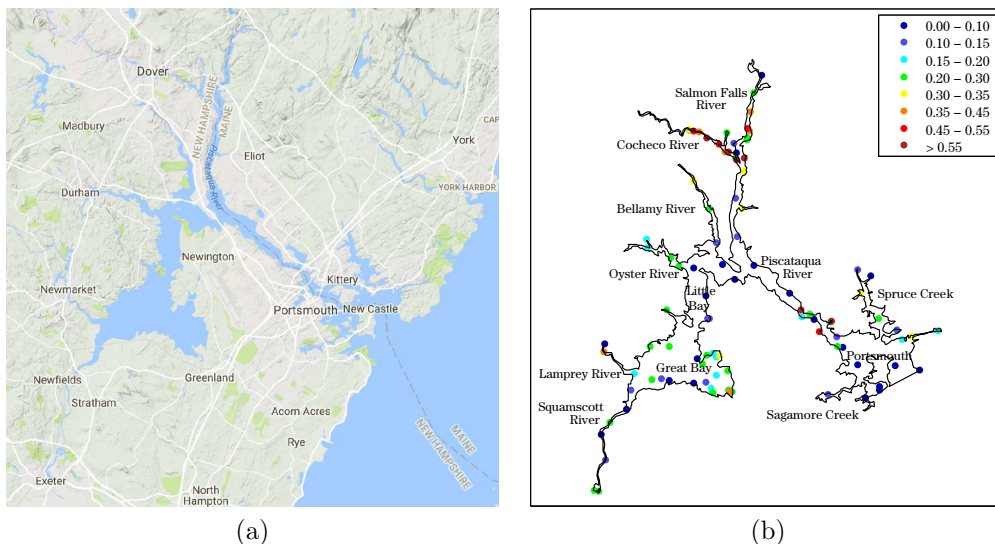 Dover
Madbury
Durham
Newmarket
Newfields
Stratham
Exeter
NEW HAMPSHIRE
MAINE
Piscataqua River
Eliot
CAP
York
YORK HARBOR
Newington
Kittery
Portsmouth
New Castle
Greenland
Acorn Acres
Rye
North
Hampton
MAINE
NEW HAMPSHIRE
(a)
0.00 – 0.10
0.10 – 0.15
0.15 – 0.20
0.20 – 0.30
0.30 – 0.35
0.35 – 0.45
0.45 – 0.55
> 0.55
Salmon Falls
River
Cocheco River
Bellamy River
Oyster River
Piscataqua
River
Little
Bay
Spruce Creek
Portsmouth
Great Bay
Lamprey River
Squamscott
River
Sagamore Creek
(b)